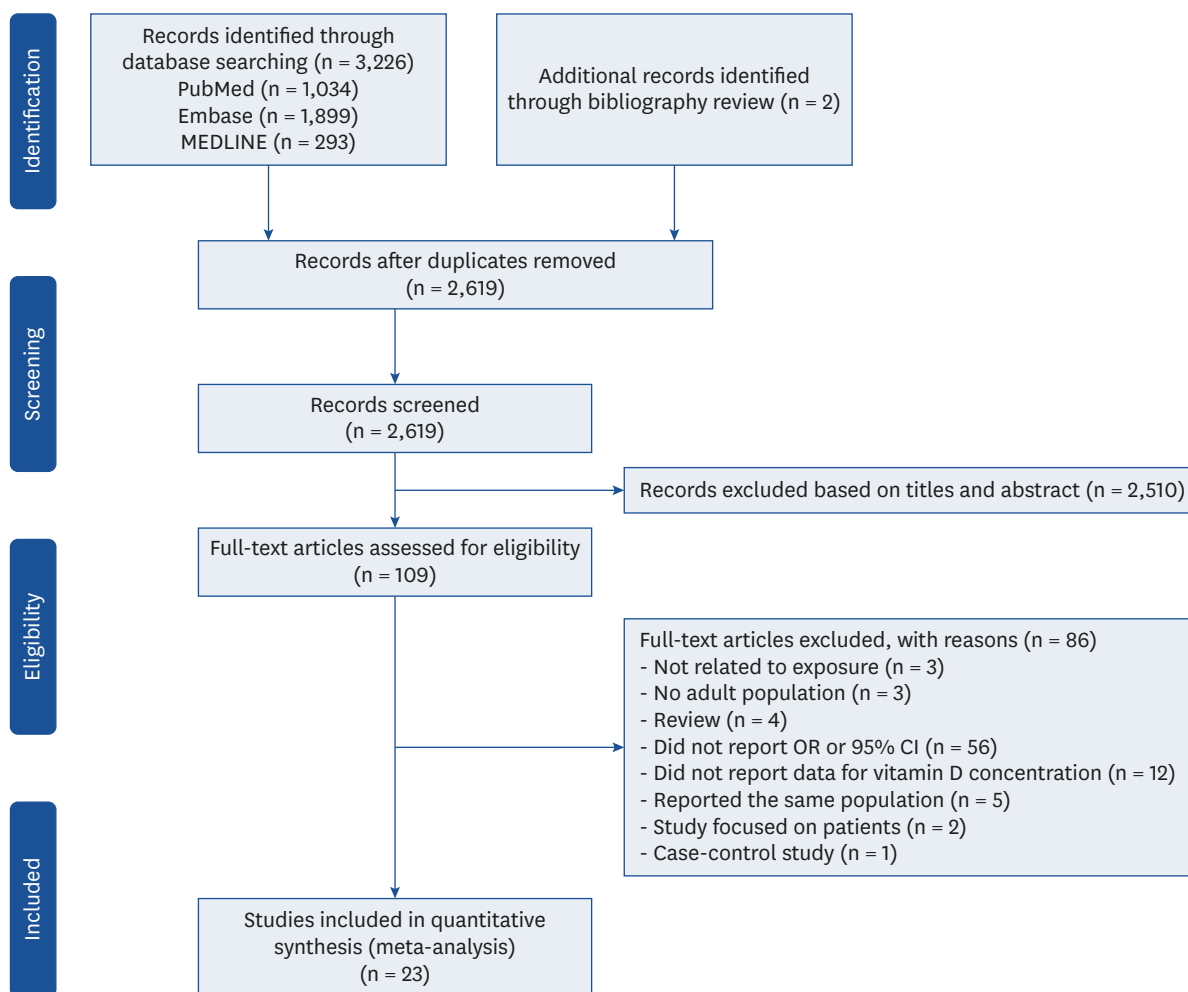 Identification
Records identified through
database searching (n = 3,226)
PubMed (n = 1,034)
Embase (n = 1,899)
MEDLINE (n = 293)
Additional records identified
through bibliography review (n = 2)
Screening
Records after duplicates removed
(n = 2,619)
Records screened
(n = 2,619)
Records excluded based on titles and abstract (n = 2,510)
Eligibility
Full-text articles assessed for eligibility
(n = 109)
Full-text articles excluded, with reasons (n = 86)
- Not related to exposure (n = 3)
- No adult population (n = 3)
- Review (n = 4)
- Did not report OR or 95% CI (n = 56)
- Did not report data for vitamin D concentration (n = 12)
- Reported the same population (n = 5)
- Study focused on patients (n = 2)
- Case-control study (n = 1)
Included
Studies included in quantitative
synthesis (meta-analysis)
(n = 23)